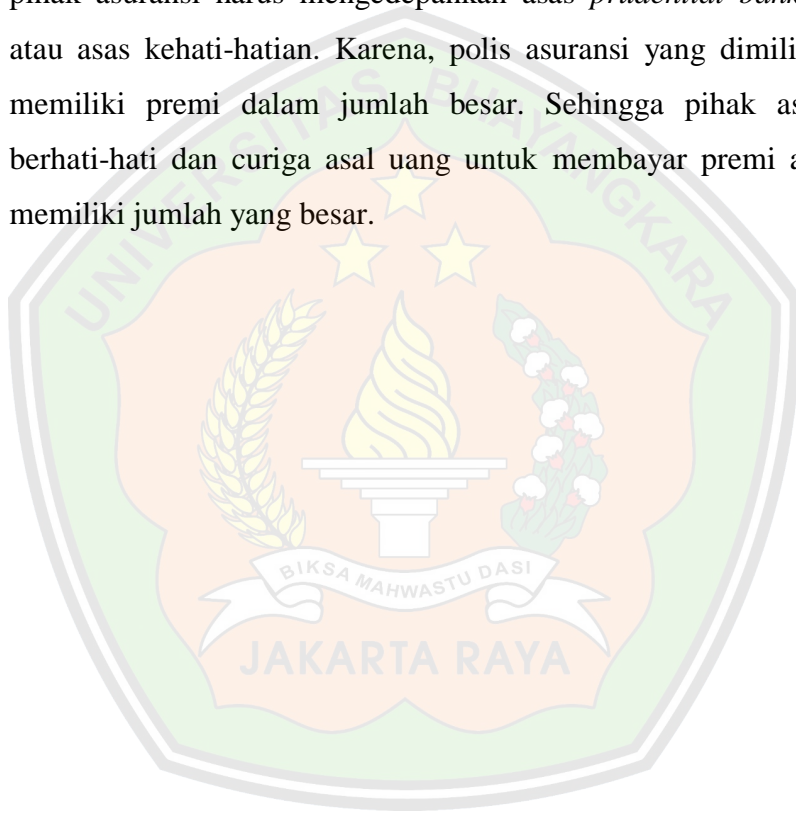 pihak asuransi harus mengedepankan asas prudential bank
atau asas kehati-hatian. Karena, polis asuransi yang dimili
memiliki premi dalam jumlah besar. Sehingga pihak as
berhati-hati dan curiga asal uang untuk membayar premi a
memiliki jumlah yang besar.
UNIVERSITAS BHAYANGKARA
BIKSA MAHWASTU DASI
JAKARTA RAYA